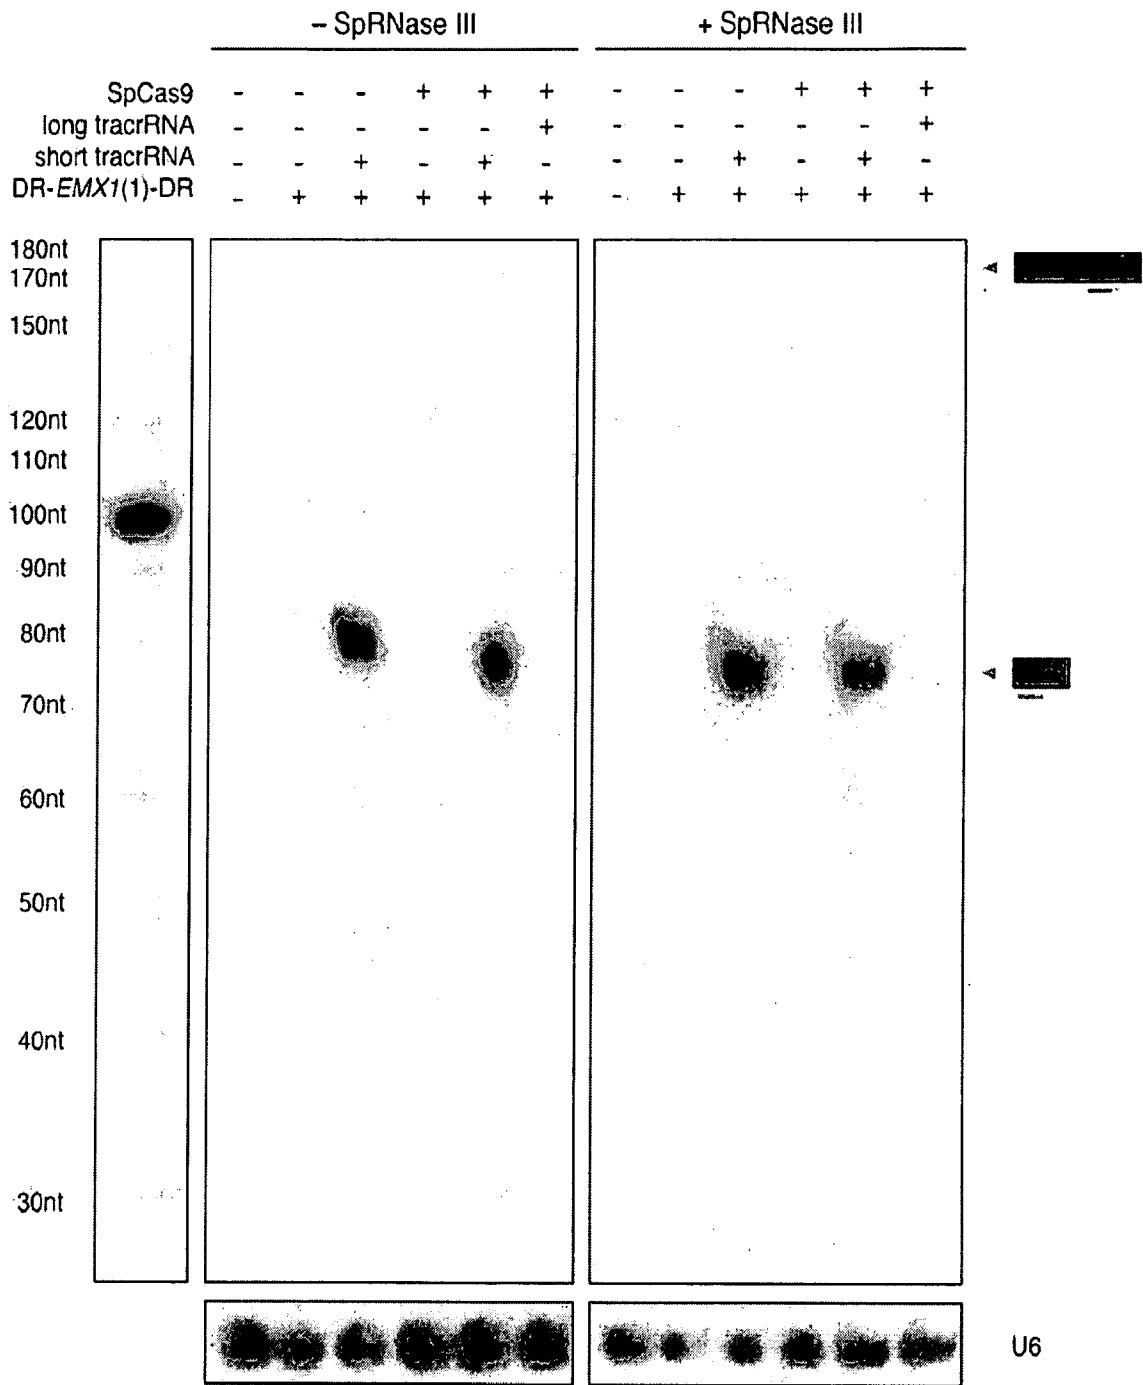 – SpRNase III + SpRNase III
SpCas9 - - - + + + - - - + + +
long tracrRNA - - - - - + - - - - - +
short tracrRNA - - + - + - - - + - + -
DR-EMX1(1)-DR - + + + + + - + + + + +
180nt
170nt
150nt
120nt
110nt
100nt
90nt
80nt
70nt
60nt
50nt
40nt
30nt
U6